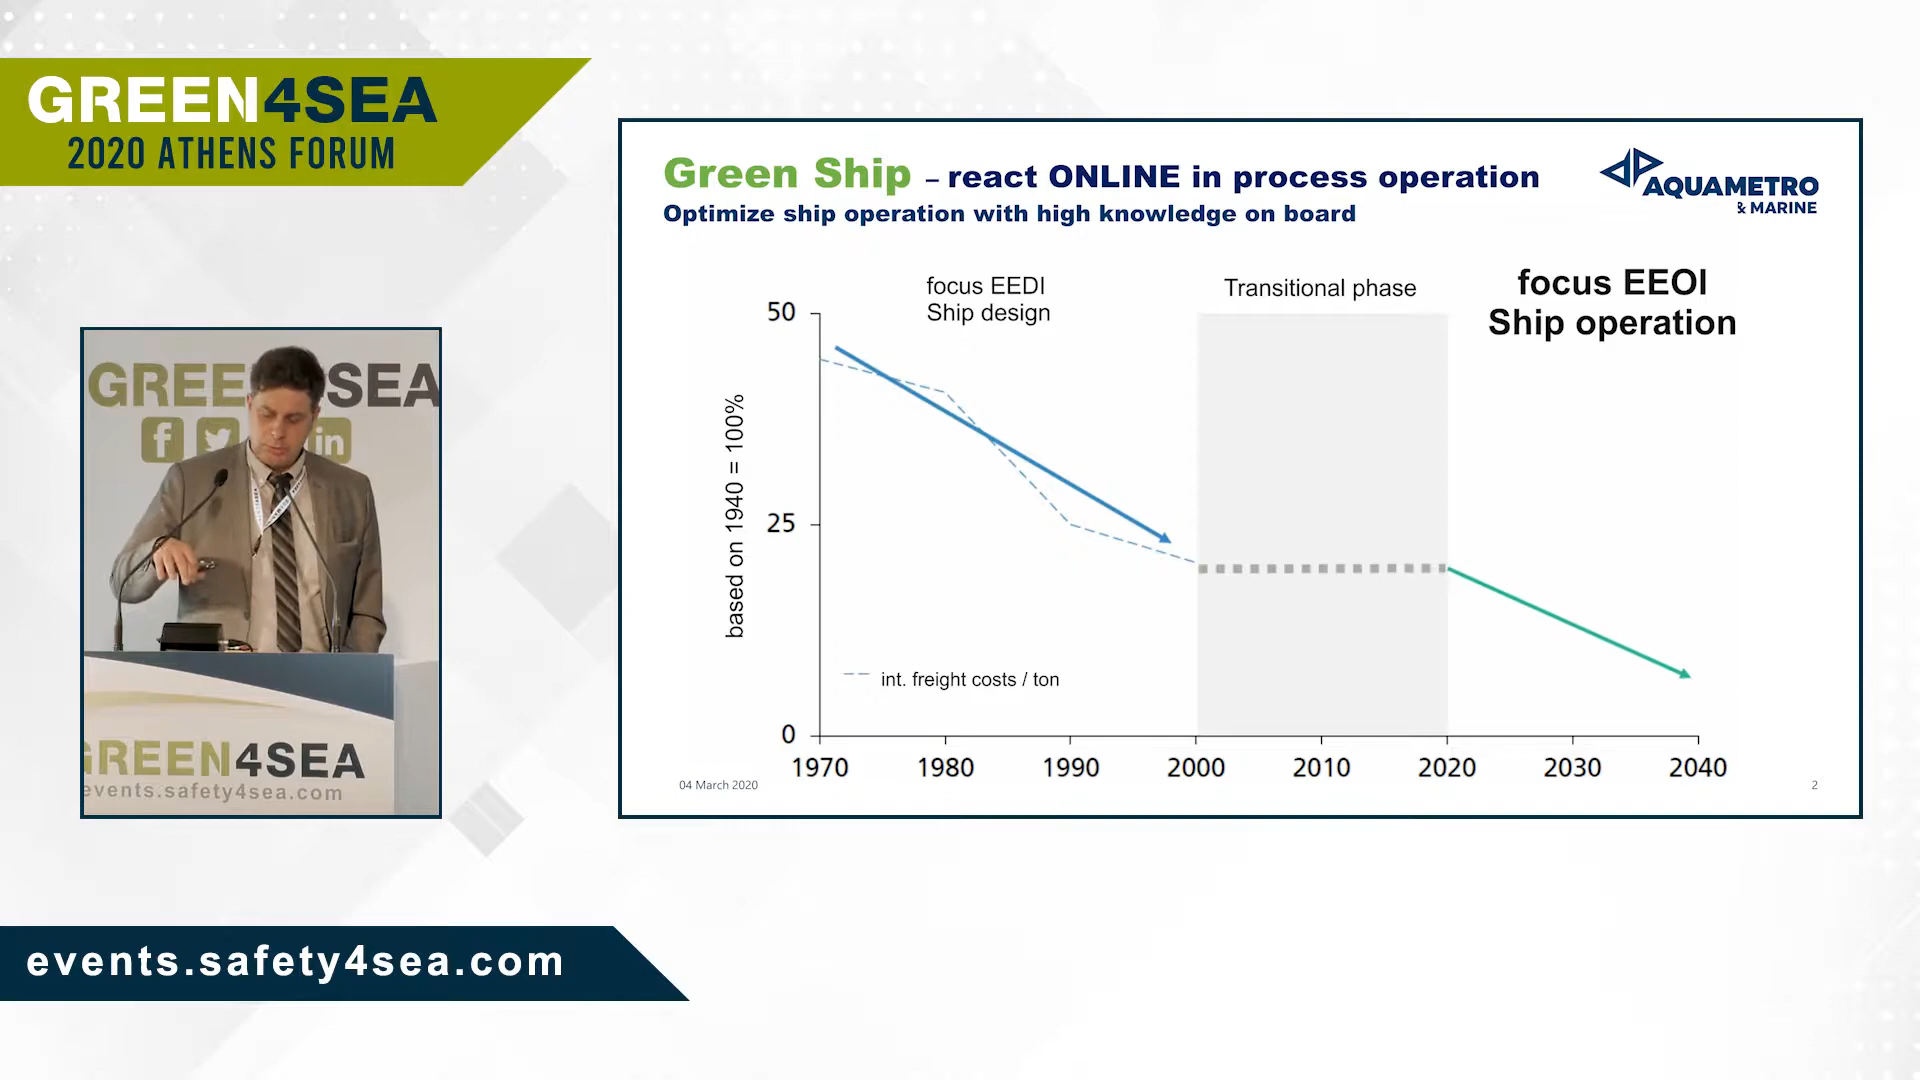 GREEN4SEA
2020 ATHENS FORUM
Green Ship – react ONLINE in process operation
Optimize ship operation with high knowledge on board
AQUAMETRO
& MARINE
focus EEDI
Ship design
Transitional phase
focus EEOI
Ship operation
based on 1940 = 100%
50
25
0
int. freight costs / ton
1970 1980 1990 2000 2010 2020 2030 2040
04 March 2020
2
GREE SEA
f in
GREEN4SEA
events.safety4sea.com
events.safety4sea.com